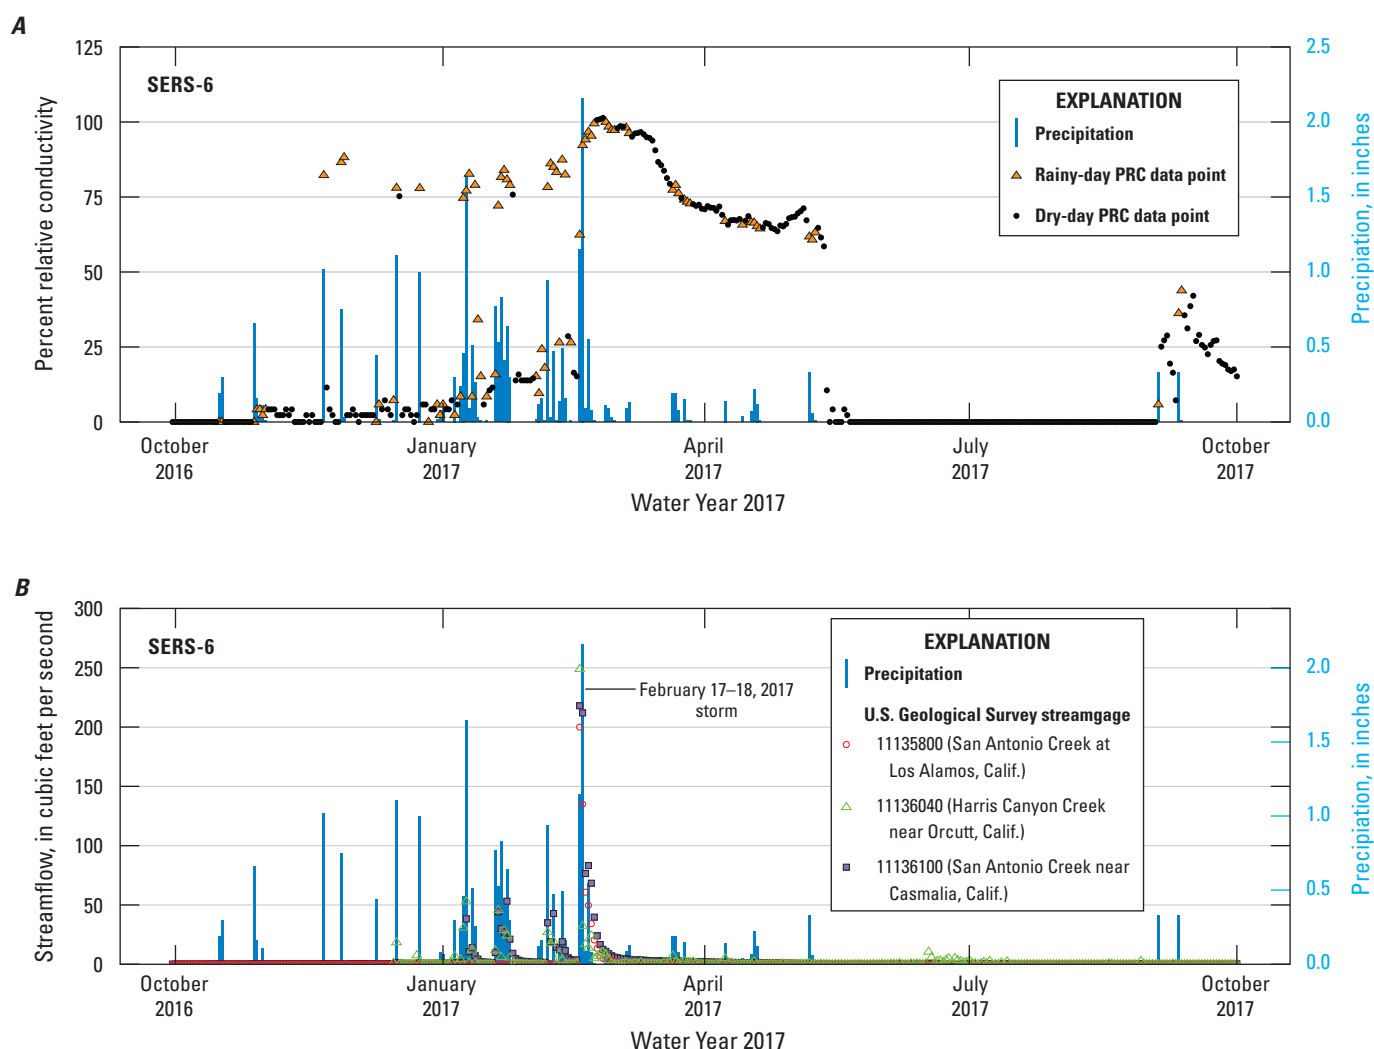 A
SERS-6
Percent relative conductivity
125
100
75
50
25
0
2.5
2.0
1.5
1.0
0.5
0.0
Precipiation, in inches
EXPLANATION
Precipitation
Rainy-day PRC data point
Dry-day PRC data point
October
2016
January
2017
April
2017
July
2017
October
2017
Water Year 2017
B
SERS-6
Streamflow, in cubic feet per second
300
250
200
150
100
50
0
2.0
1.5
1.0
0.5
0.0
Precipiation, in inches
February 17–18, 2017
storm
EXPLANATION
Precipitation
U.S. Geological Survey streamgage
11135800 (San Antonio Creek at
Los Alamos, Calif.)
11136040 (Harris Canyon Creek
near Orcutt, Calif.)
11136100 (San Antonio Creek near
Casmalia, Calif.)
October
2016
January
2017
April
2017
July
2017
October
2017
Water Year 2017